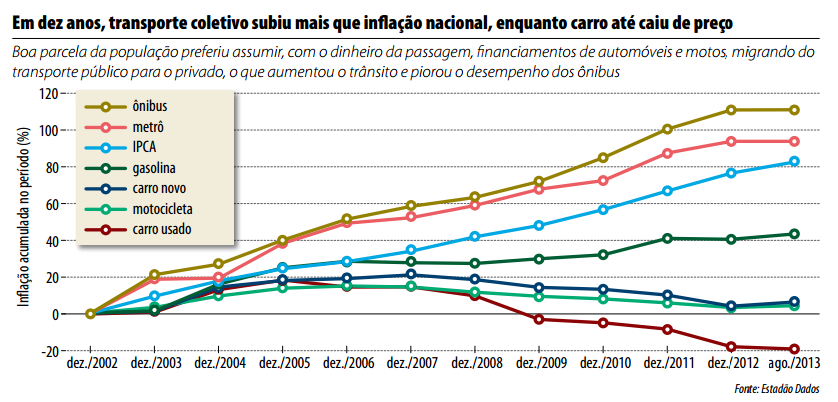 Em dez anos, transporte coletivo subiu mais que inflação nacional, enquanto carro até caiu de preço
Boa parcela da população preferiu assumir, com o dinheiro da passagem, financiamentos de automóveis e motos, migrando do
transporte público para o privado, o que aumentou o trânsito e piorou o desempenho dos ônibus
Inflação acumulada no período (%)
120
100
80
60
40
20
0
-20
ônibus
metrô
IPCA
gasolina
carro novo
motocicleta
carro usado
dez./2002 dez./2003 dez./2004 dez./2005 dez./2006 dez./2007 dez./2008 dez./2009 dez./2010 dez./2011 dez./2012 ago./2013
Fonte: Estadão Dados